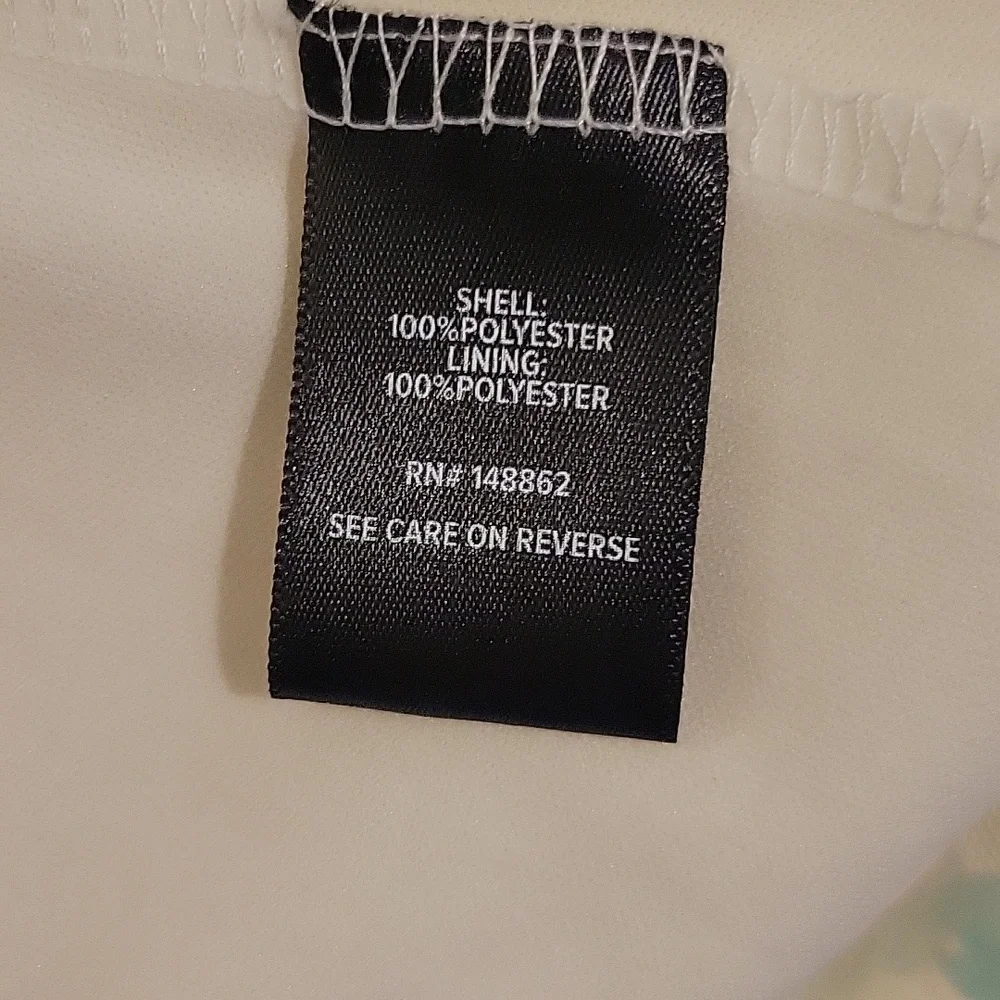 SHELL:
100%POLYESTER
LINING:
100%POLYESTER
RN# 148862
SEE CARE ON REVERSE